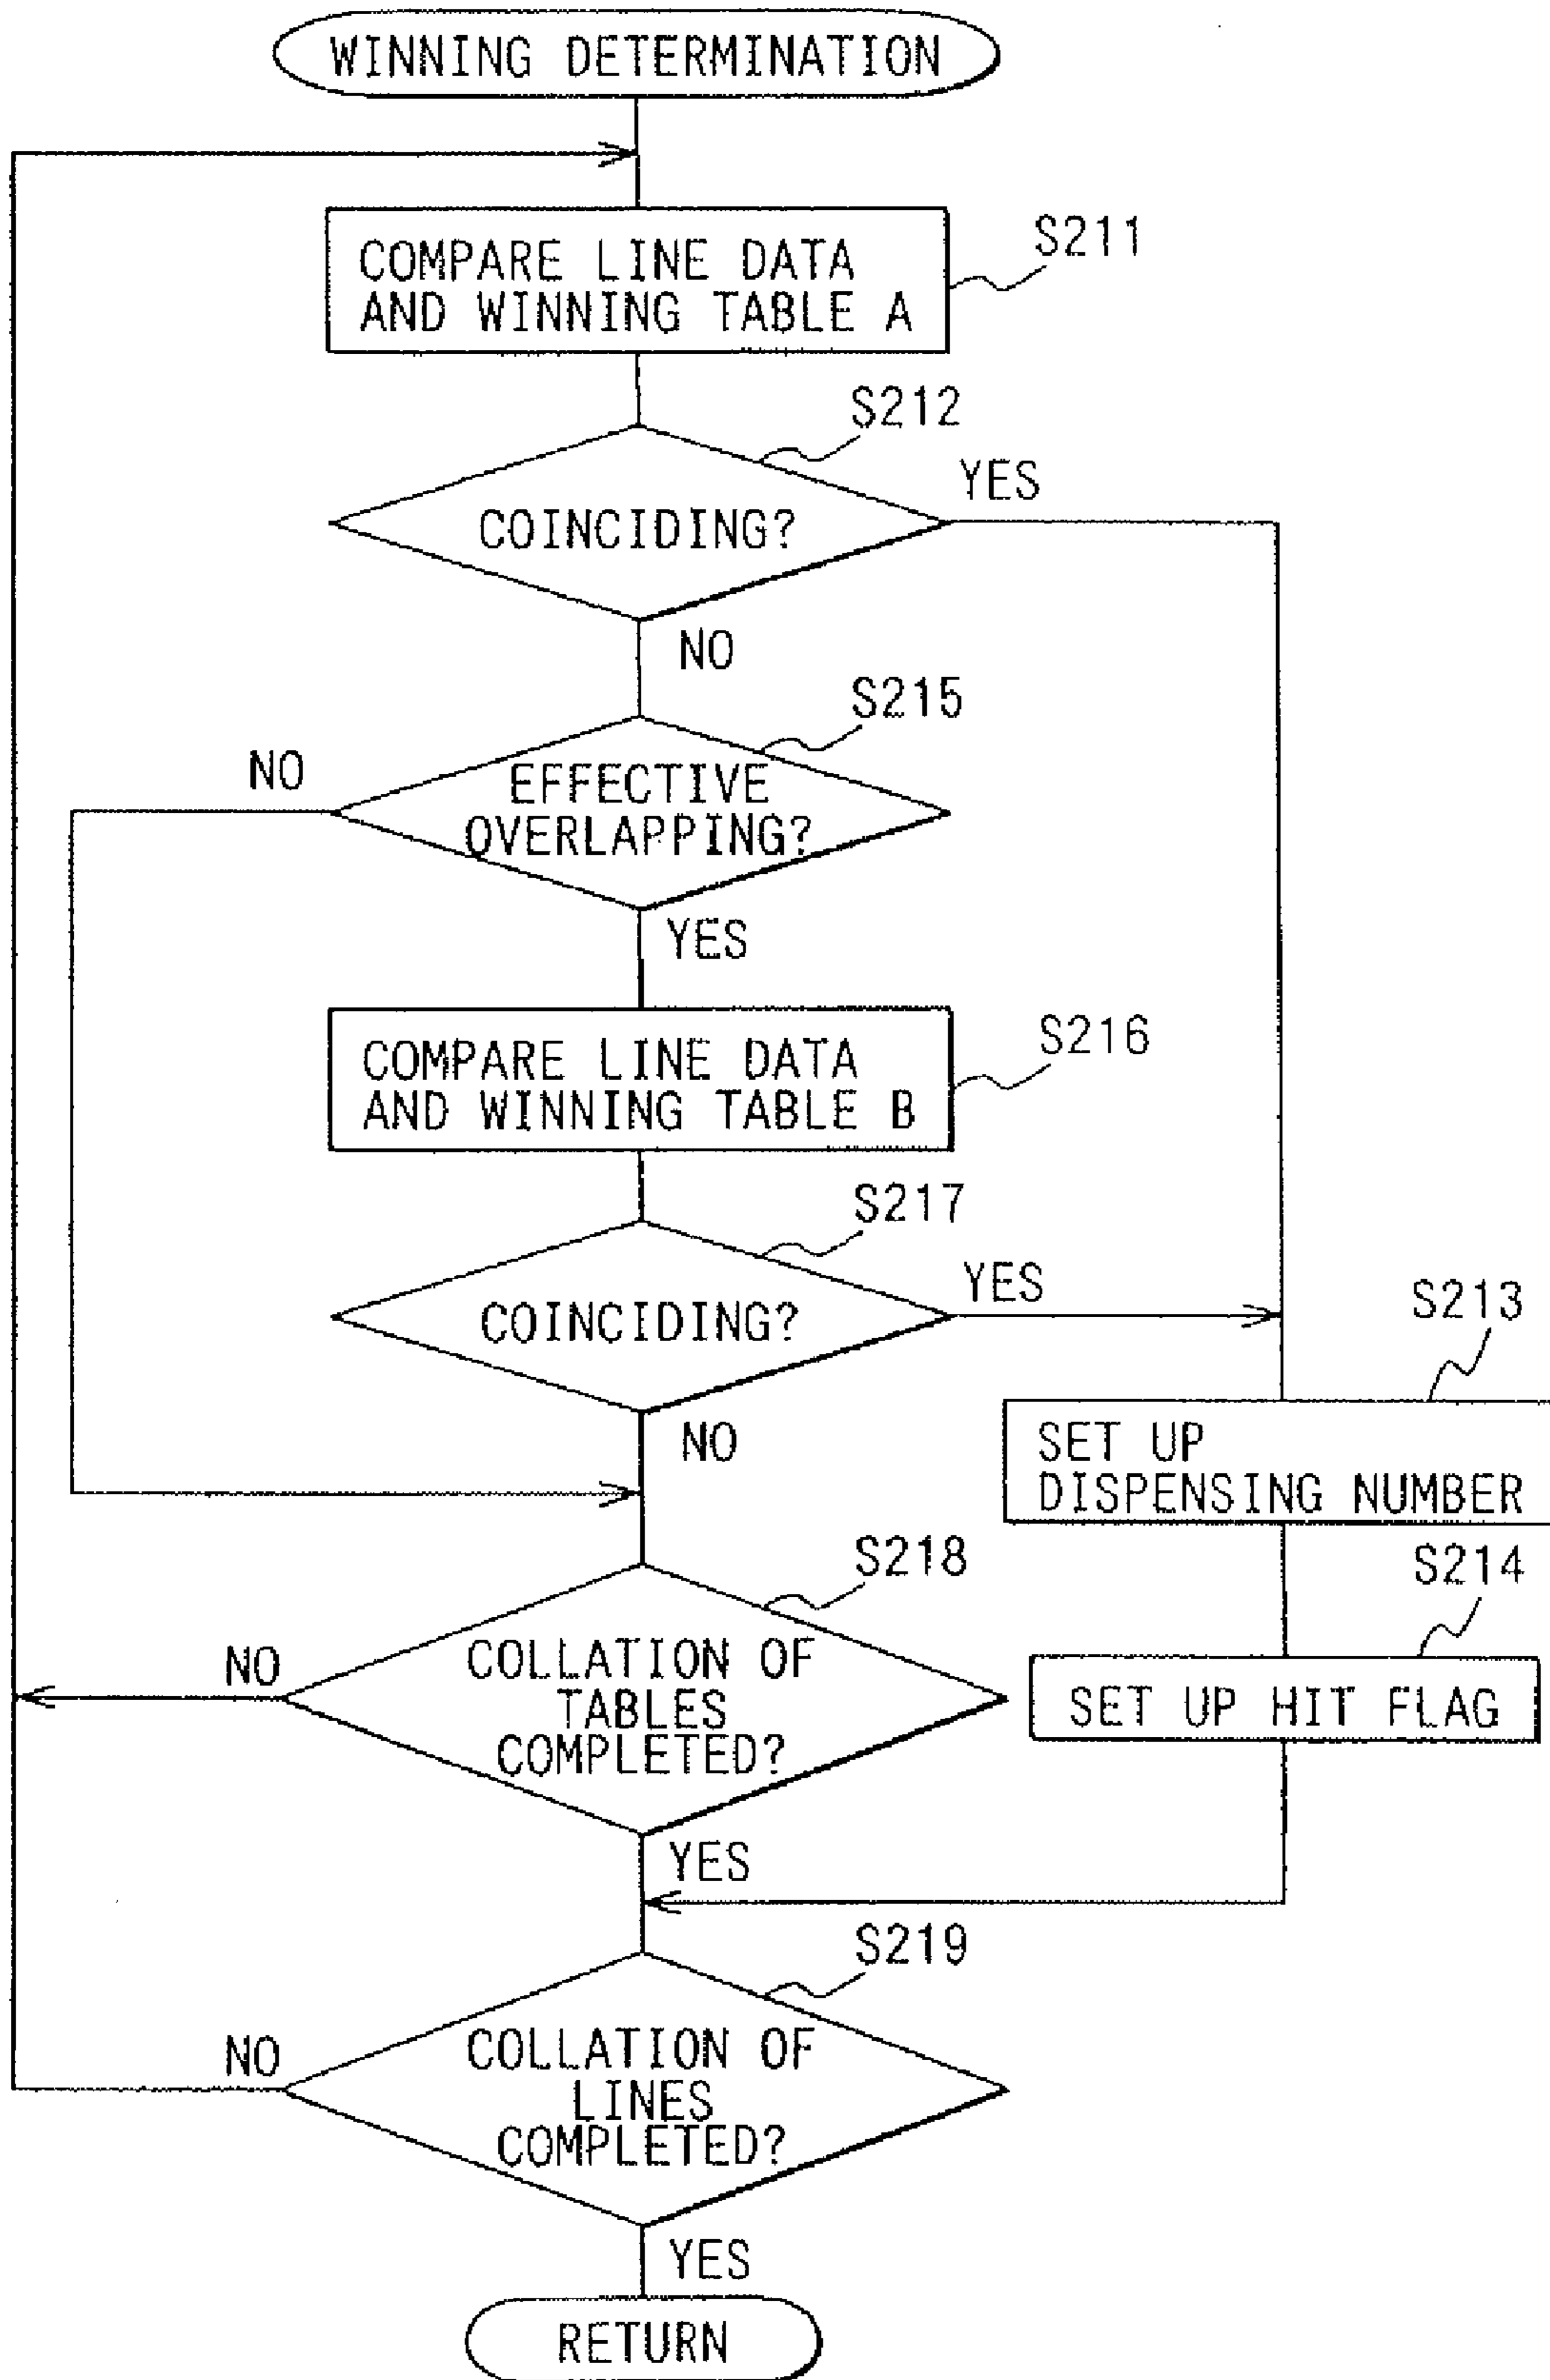 WINNING DETERMINATION
S211
COMPARE LINE DATA
AND WINNING TABLE A
S212
COINCIDING?
YES
NO
S215
EFFECTIVE
OVERLAPPING?
NO
YES
S216
COMPARE LINE DATA
AND WINNING TABLE B
S217
COINCIDING?
YES
NO
S213
SET UP
DISPENSING NUMBER
S214
SET UP HIT FLAG
S218
COLLATION OF
TABLES
COMPLETED?
NO
YES
S219
COLLATION OF
LINES
COMPLETED?
NO
YES
RETURN